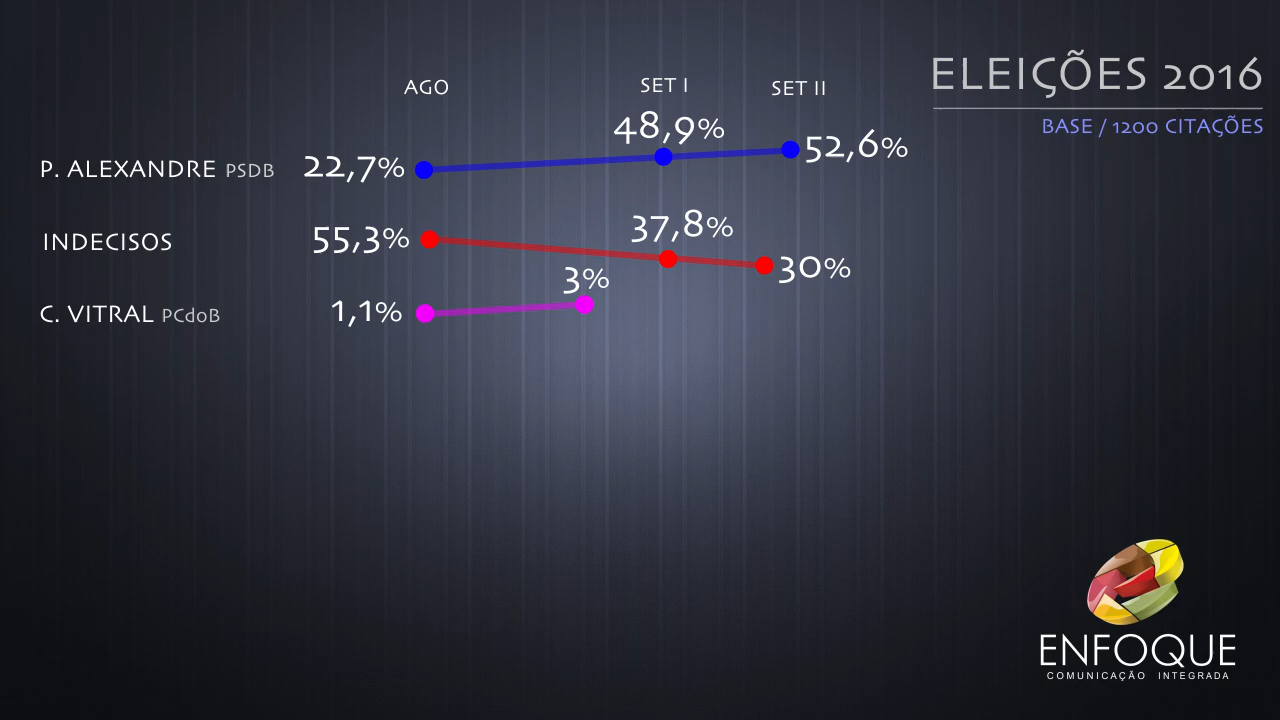 ELEIÇÕES 2016
BASE / 1200 CITAÇÕES
AGO SET I SET II
P. ALEXANDRE PSDB 22,7% 48,9% 52,6%
INDECISOS 55,3% 37,8% 30%
C. VITRAL PCdoB 1,1% 3%
ENFOQUE
COMUNICAÇÃO INTEGRADA